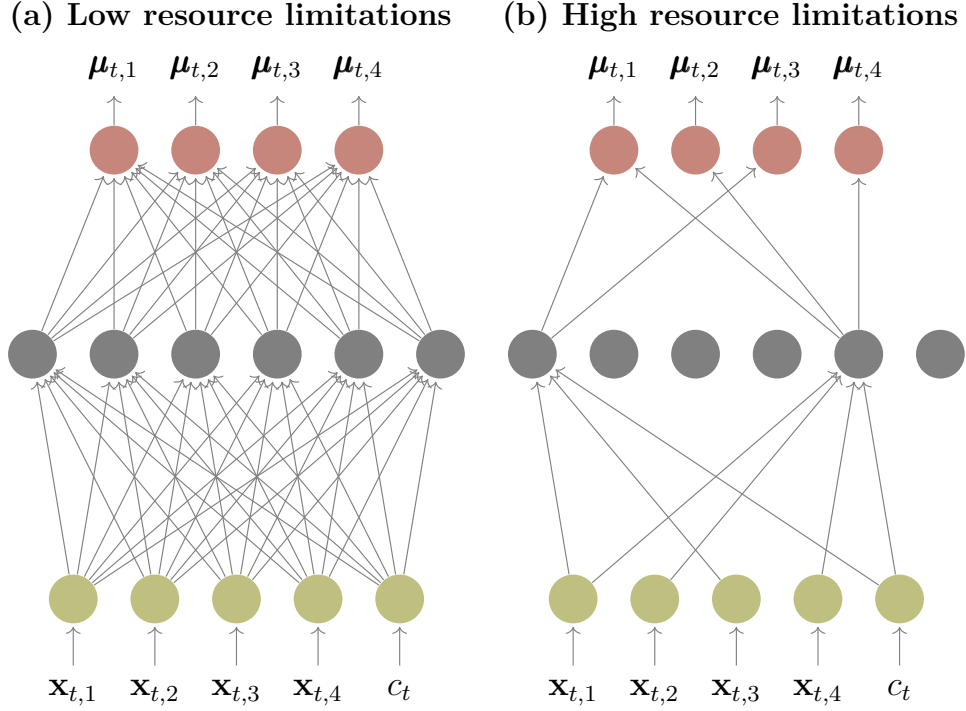 (a) Low resource limitations (b) High resource limitations
μt,1 μt,2 μt,3 μt,4 μt,1 μt,2 μt,3 μt,4
xt,1 xt,2 xt,3 xt,4 ct xt,1 xt,2 xt,3 xt,4 ct